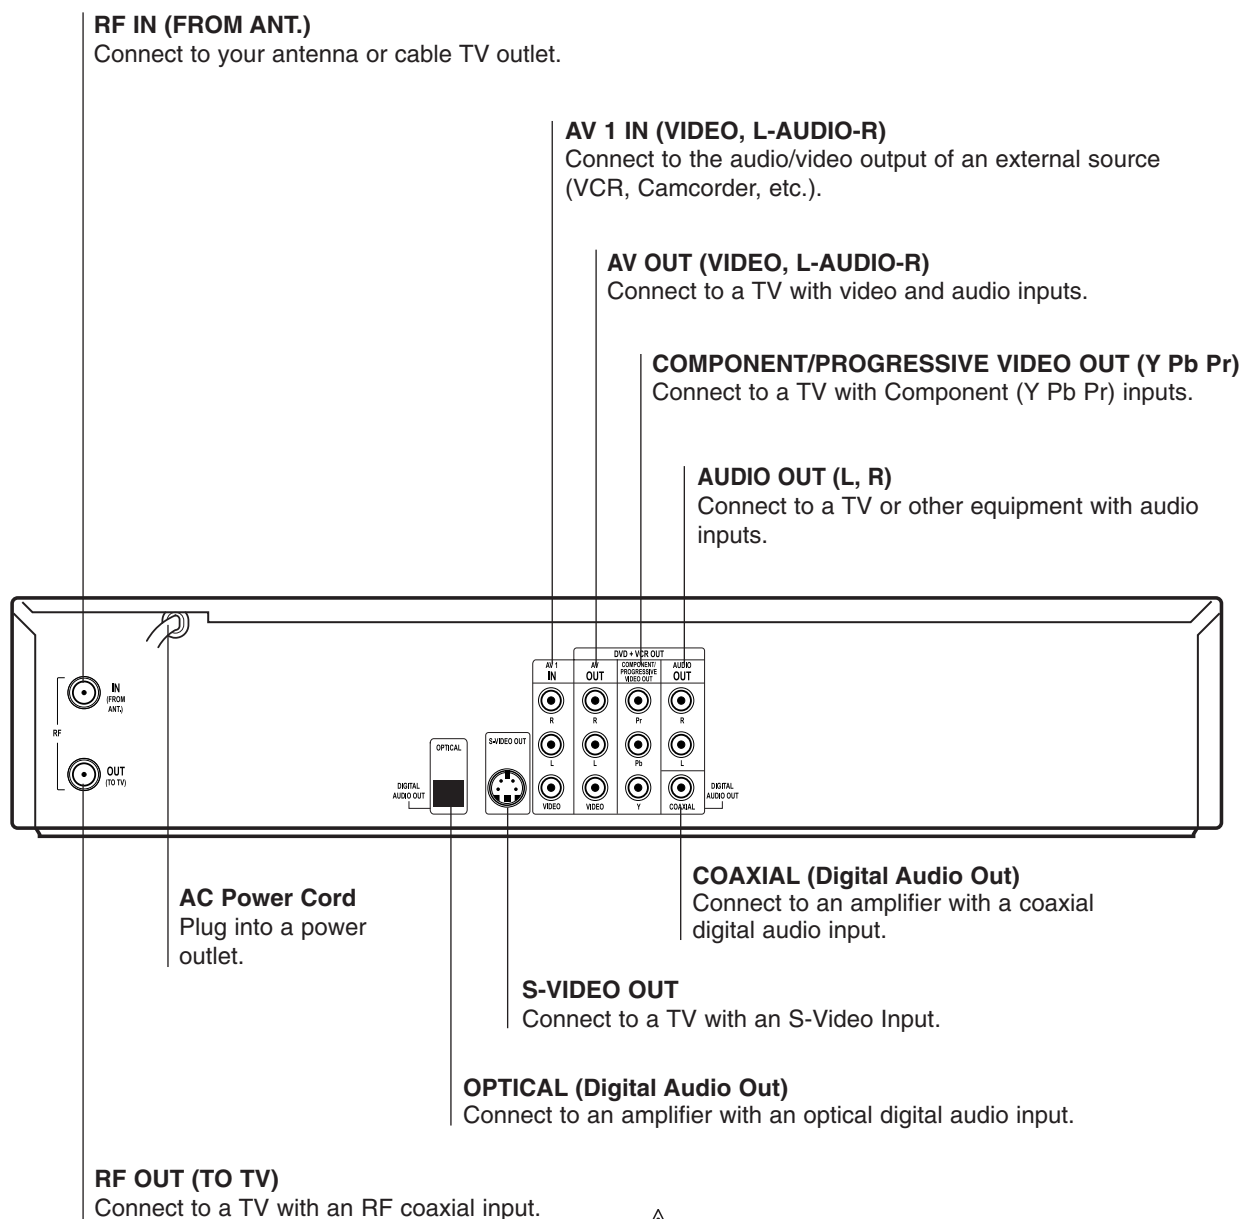 RF IN (FROM ANT.)
Connect to your antenna or cable TV outlet.
AV 1 IN (VIDEO, L-AUDIO-R)
Connect to the audio/video output of an external source
(VCR, Camcorder, etc.).
AV OUT (VIDEO, L-AUDIO-R)
Connect to a TV with video and audio inputs.
COMPONENT/PROGRESSIVE VIDEO OUT (Y Pb Pr)
Connect to a TV with Component (Y Pb Pr) inputs.
AUDIO OUT (L, R)
Connect to a TV or other equipment with audio
inputs.
DVD + VCR OUT
AV 1
IN
AV
OUT
COMPONENT/
PROGRESSIVE
VIDEO OUT
AUDIO
OUT
IN
(FROM
ANT.)
R
R
Pr
R
RF
OPTICAL
S-VIDEO OUT
L
L
Pb
L
OUT
(TO TV)
DIGITAL
AUDIO OUT
DIGITAL
AUDIO OUT
VIDEO
VIDEO
Y
COAXIAL
COAXIAL (Digital Audio Out)
Connect to an amplifier with a coaxial
digital audio input.
AC Power Cord
Plug into a power
outlet.
S-VIDEO OUT
Connect to a TV with an S-Video Input.
OPTICAL (Digital Audio Out)
Connect to an amplifier with an optical digital audio input.
RF OUT (TO TV)
Connect to a TV with an RF coaxial input.